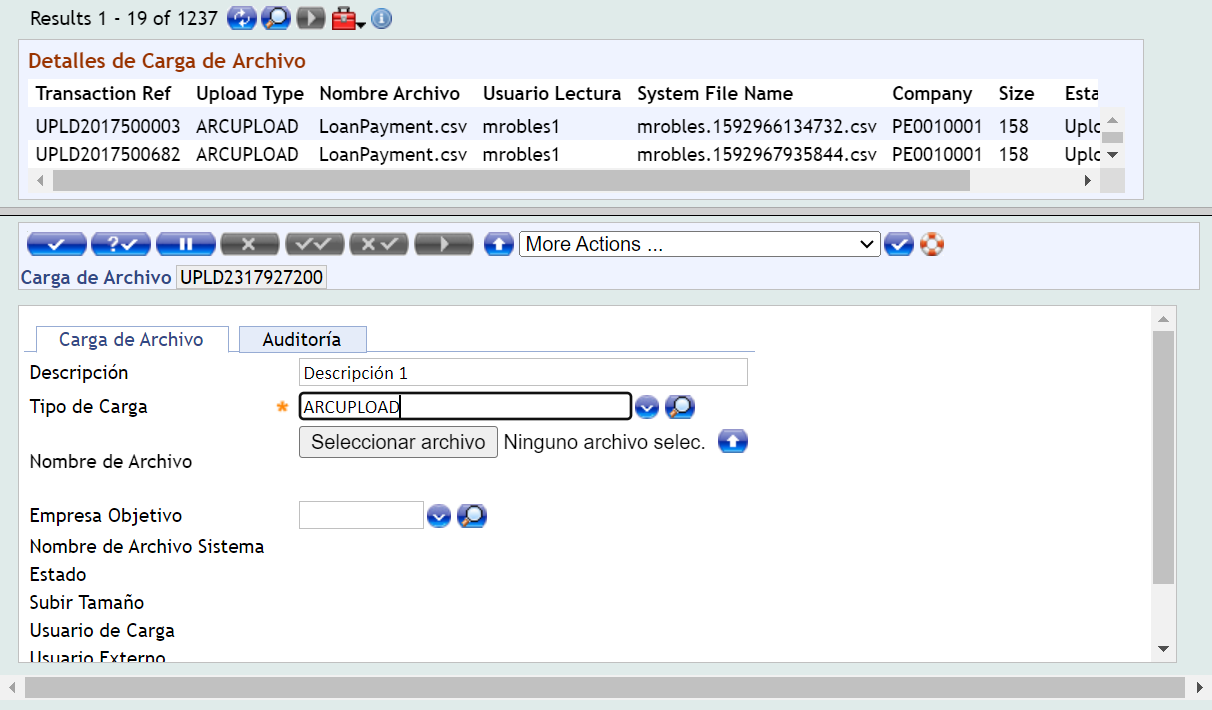 Results 1 - 19 of 1237
Detalles de Carga de Archivo
Transaction Ref Upload Type Nombre Archivo Usuario Lectura System File Name Company Size Esta
UPLD2017500003 ARCUPLOAD LoanPayment.csv mrobles1 mrobles.1592966134732.csv PE0010001 158 Uplc
UPLD2017500682 ARCUPLOAD LoanPayment.csv mrobles1 mrobles.1592967935844.csv PE0010001 158 Uplc
More Actions ...
Carga de Archivo UPLD2317927200
Carga de Archivo Auditoría
Descripción Descripción 1
Tipo de Carga * ARCUPLOAD
Seleccionar archivo Ninguno archivo selec.
Nombre de Archivo
Empresa Objetivo
Nombre de Archivo Sistema
Estado
Subir Tamaño
Usuario de Carga
Usuario Externo